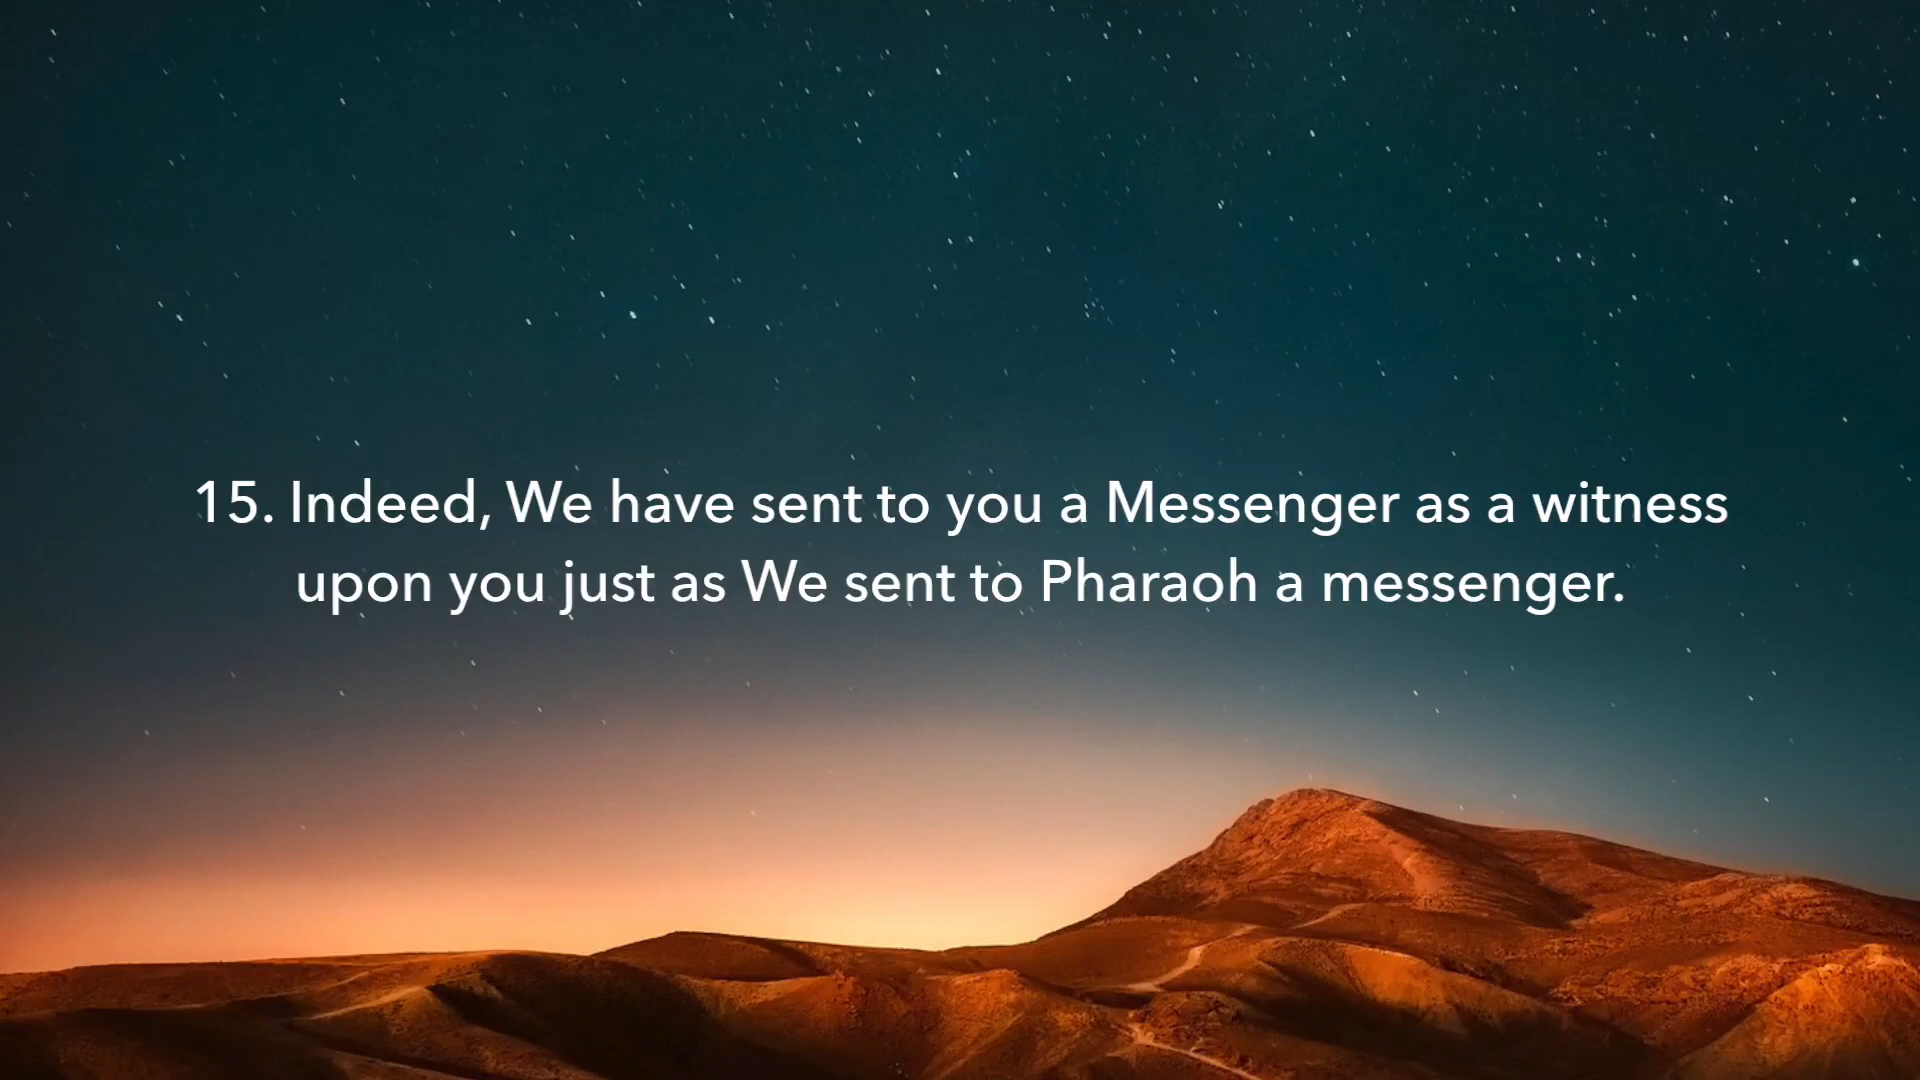 15. Indeed, We have sent to you a Messenger as a witness
upon you just as We sent to Pharaoh a messenger.